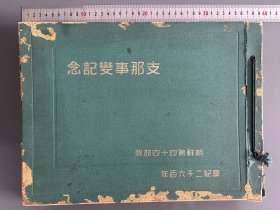 支那事變記念
朝鮮第四十四部隊
皇紀二千六百年